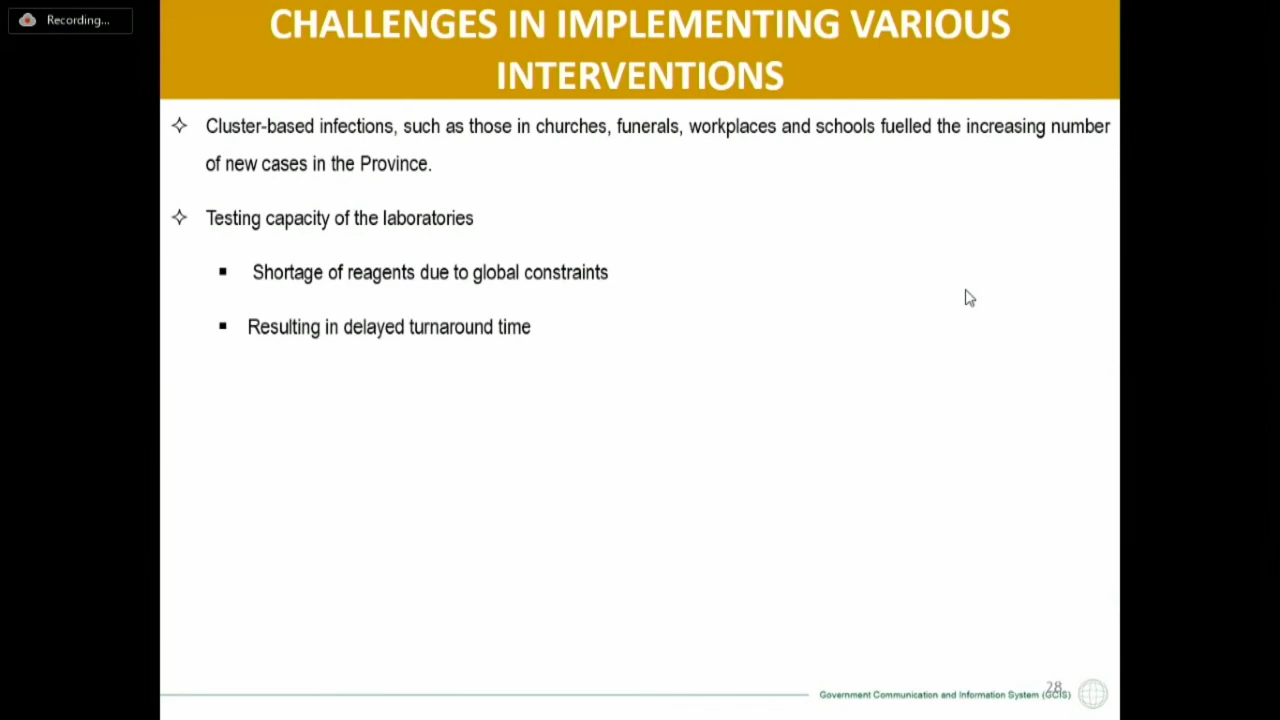 Recording...
CHALLENGES IN IMPLEMENTING VARIOUS
INTERVENTIONS
Cluster-based infections, such as those in churches, funerals, workplaces and schools fuelled the increasing number
of new cases in the Province.
Testing capacity of the laboratories
Shortage of reagents due to global constraints
Resulting in delayed turnaround time
28
Government Communication and Information System (GCIS)